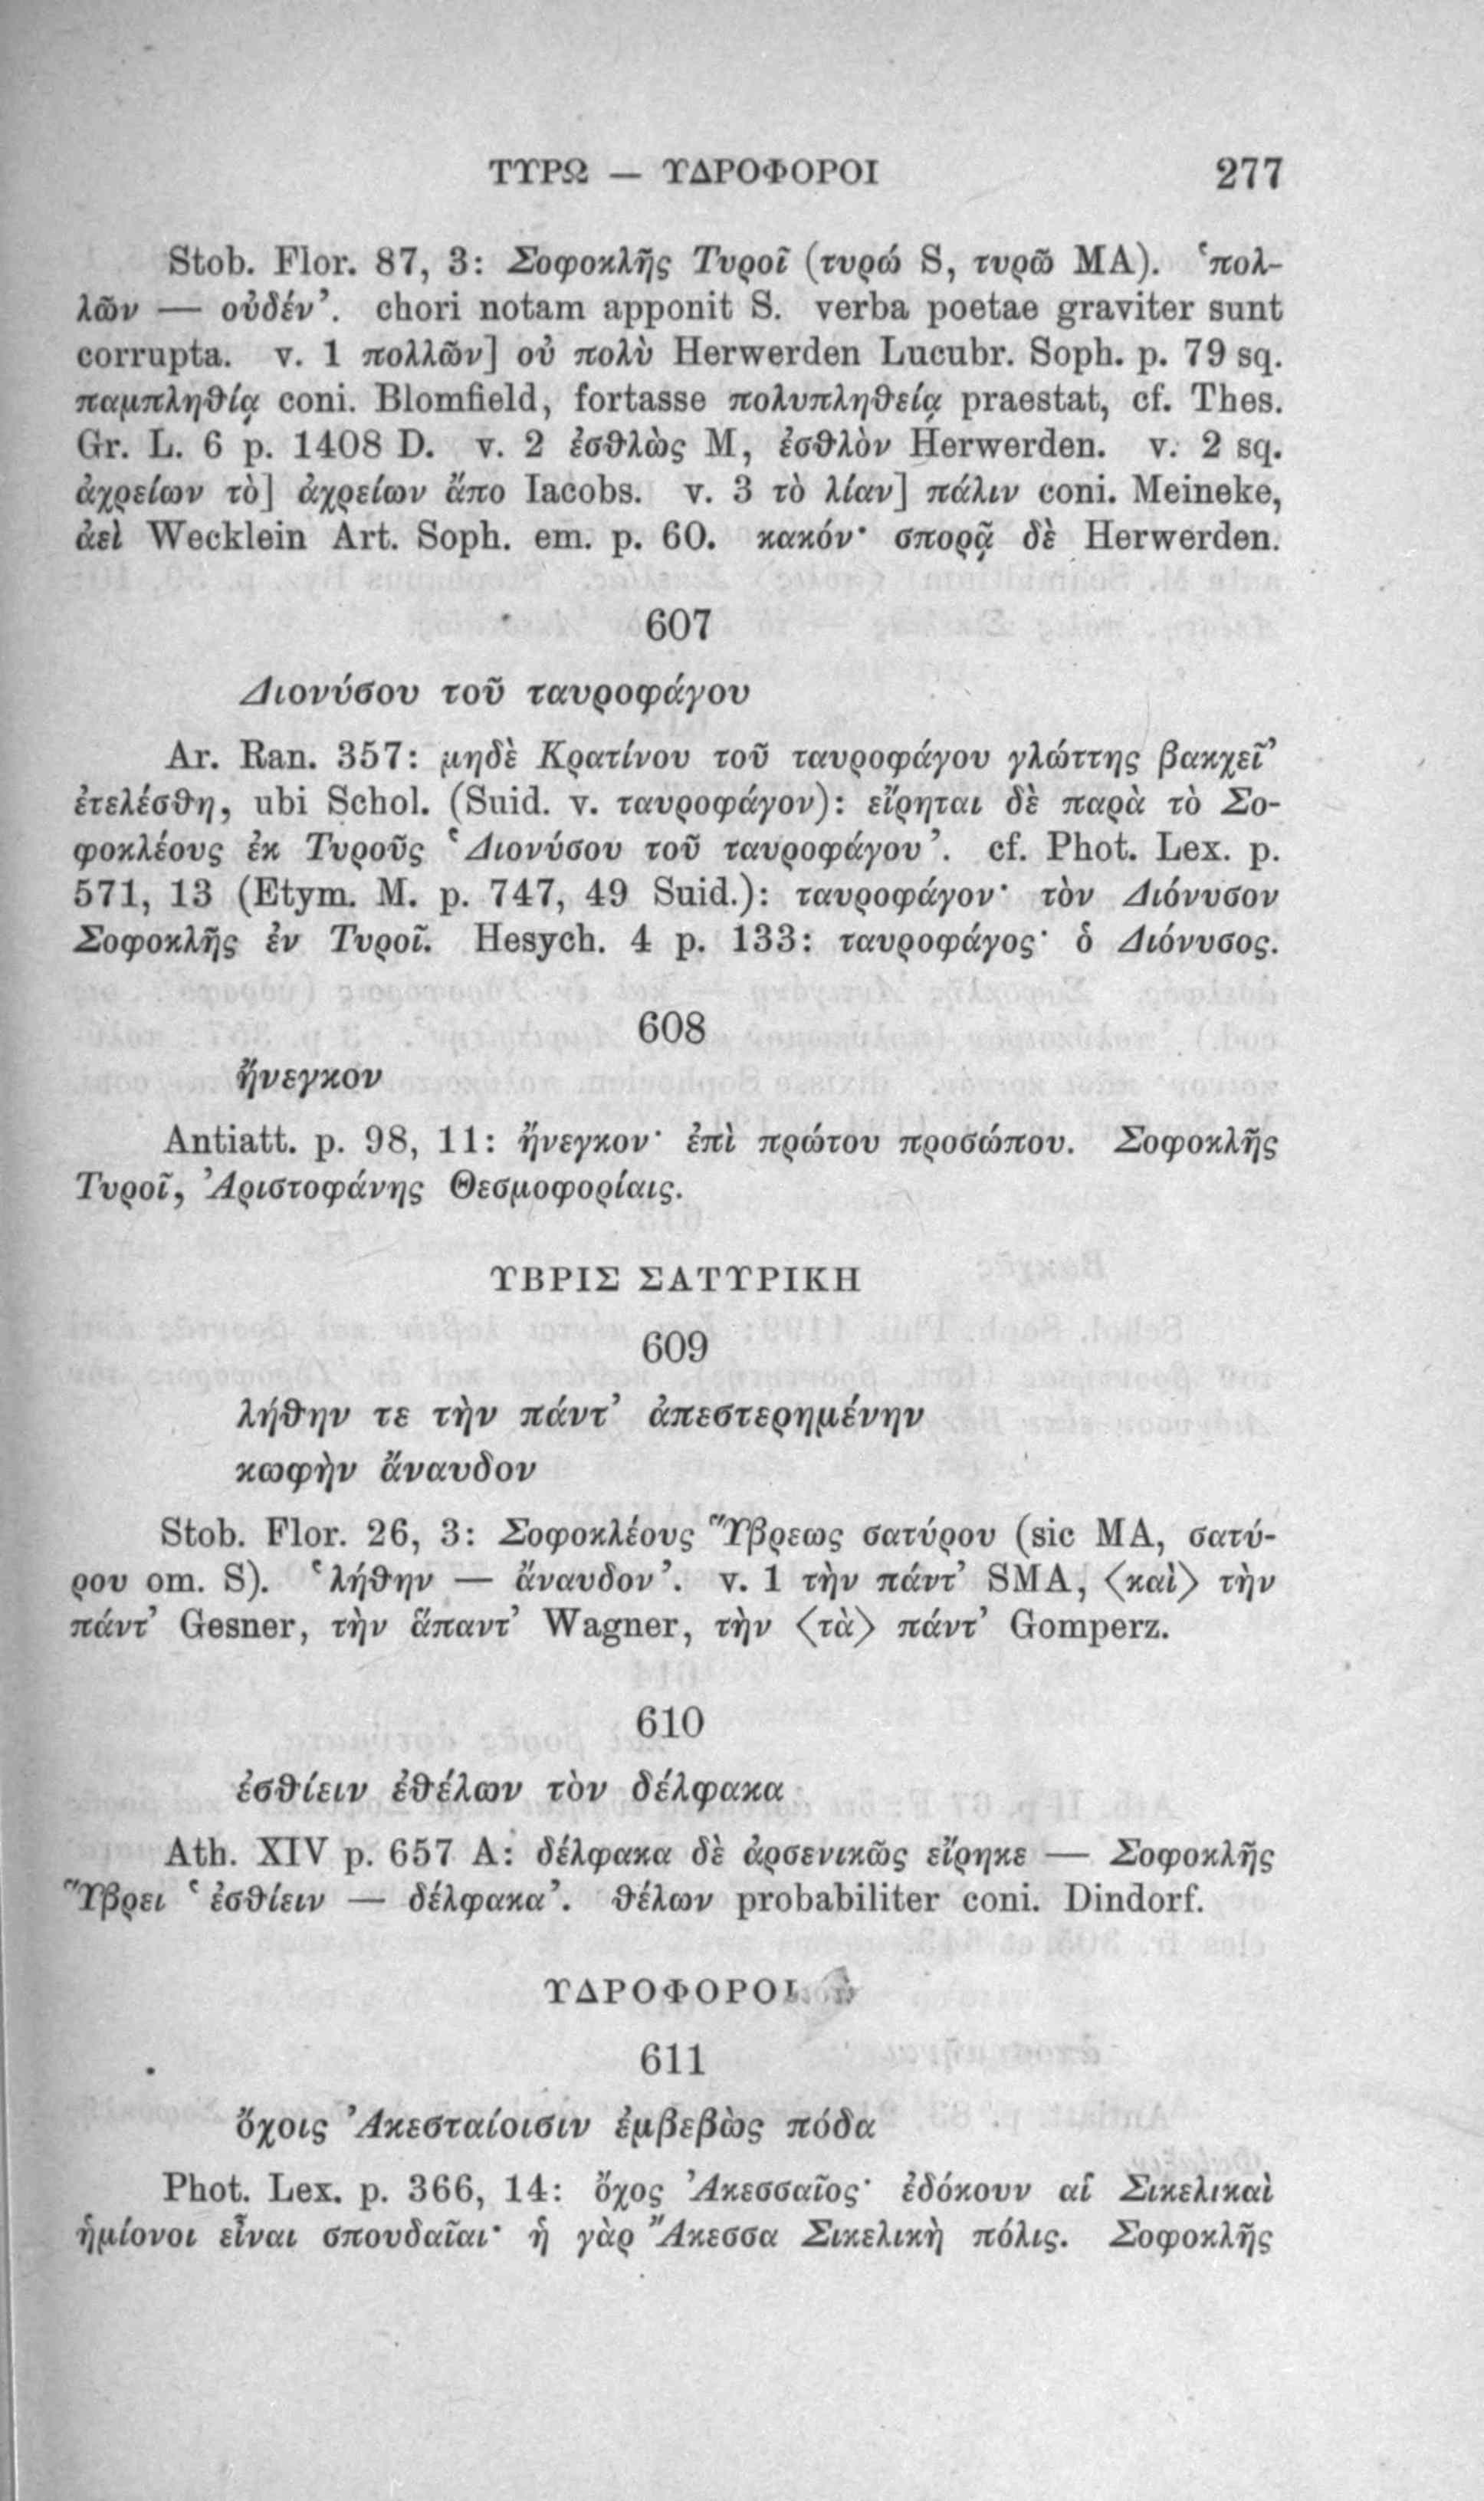 ΤΥΡΩ — ΥΔΡΟΦΟΡΟΙ 277
Stob. Flor. 87, 3: Σοφοκλῆς Τυροῖ (τυρώ S, τυρῶ MA). ‘πολ-
λῶν — οὐδέν’. chori notam apponit S. verba poetae graviter sunt
corrupta. v. 1 πολλῶν] οὐ πολὺ Herwerden Lucubr. Soph. p. 79 sq.
παμπληθίᾳ coni. Blomfield, fortasse πολυπληθείᾳ praestat, cf. Thes.
Gr. L. 6 p. 1408 D. v. 2 ἐσθλὼς M, ἐσθλὸν Herwerden. v. 2 sq.
ἀχρείων τὸ] ἀχρείων ἄπο Iacobs. v. 3 τὸ λίαν] πάλιν coni. Meineke,
ἀεὶ Wecklein Art. Soph. em. p. 60. κακόν· σπορᾷ δὲ Herwerden.
607
Διονύσου τοῦ ταυροφάγου
Ar. Ran. 357: μηδὲ Κρατίνου τοῦ ταυροφάγου γλώττης βακχεῖ’
ἐτελέσθη, ubi Schol. (Suid. v. ταυροφάγον): εἴρηται δὲ παρὰ τὸ Σο-
φοκλέους ἐκ Τυροῦς ‘Διονύσου τοῦ ταυροφάγου’. cf. Phot. Lex. p.
571, 13 (Etym. M. p. 747, 49 Suid.): ταυροφάγον· τὸν Διόνυσον
Σοφοκλῆς ἐν Τυροῖ. Hesych. 4 p. 133: ταυροφάγος· ὁ Διόνυσος.
608
ἤνεγκον
Antiatt. p. 98, 11: ἤνεγκον· ἐπὶ πρώτου προσώπου. Σοφοκλῆς
Τυροῖ, Ἀριστοφάνης Θεσμοφορίαις.
ΥΒΡΙΣ ΣΑΤΥΡΙΚΗ
609
λήθην τε τὴν πάντ’ ἀπεστερημένην
κωφὴν ἄναυδον
Stob. Flor. 26, 3: Σοφοκλέους Ὕβρεως σατύρου (sic MA, σατύ-
ρου om. S). ‘λήθην — ἄναυδον’. v. 1 τὴν πάντ’ SMA, ⟨καὶ⟩ τὴν
πάντ’ Gesner, τὴν ἅπαντ’ Wagner, τὴν ⟨τὰ⟩ πάντ’ Gomperz.
610
ἐσθίειν ἐθέλων τὸν δέλφακα
Ath. XIV p. 657 A: δέλφακα δὲ ἀρσενικῶς εἴρηκε — Σοφοκλῆς
Ὕβρει ‘ἐσθίειν — δέλφακα’. θέλων probabiliter coni. Dindorf.
ΥΔΡΟΦΟΡΟΙ
611
ὄχοις Ἀκεσταίοισιν ἐμβεβὼς πόδα
Phot. Lex. p. 366, 14: ὄχος Ἀκεσσαῖος· ἐδόκουν αἱ Σικελικαὶ
ἡμίονοι εἶναι σπουδαῖαι· ἡ γὰρ Ἄκεσσα Σικελικὴ πόλις. Σοφοκλῆς